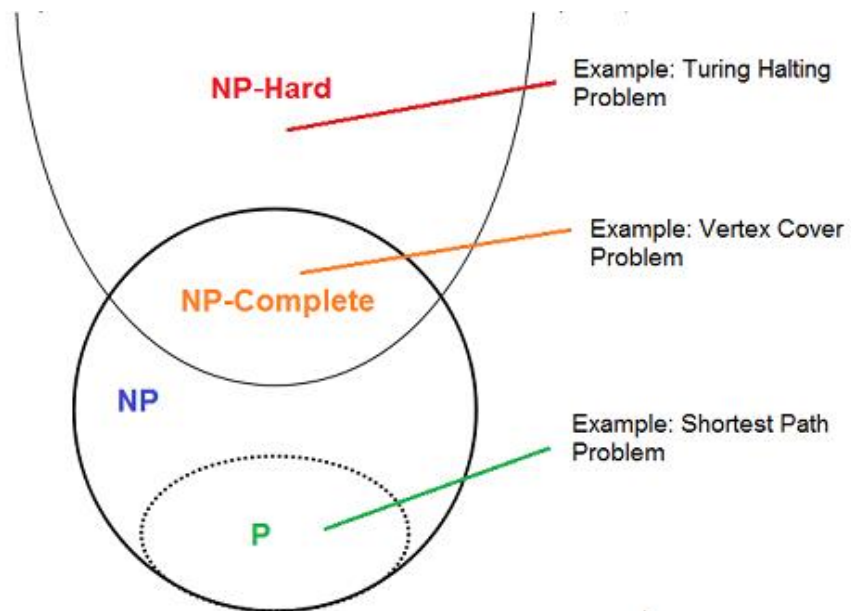 NP-Hard
Example: Turing Halting
Problem
Example: Vertex Cover
Problem
NP-Complete
NP
Example: Shortest Path
Problem
P